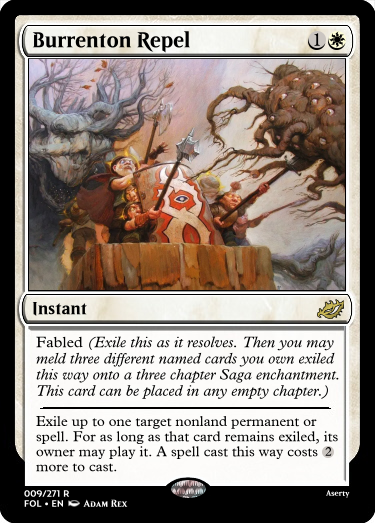 Burrenton Repel 1
Instant
Fabled (Exile this as it resolves. Then you may
meld three different named cards you own exiled
this way onto a three chapter Saga enchantment.
This card can be placed in any empty chapter.)
Exile up to one target nonland permanent or
spell. For as long as that card remains exiled, its
owner may play it. A spell cast this way costs 2
more to cast.
009/271 R
FOL • EN Adam Rex
Aserty